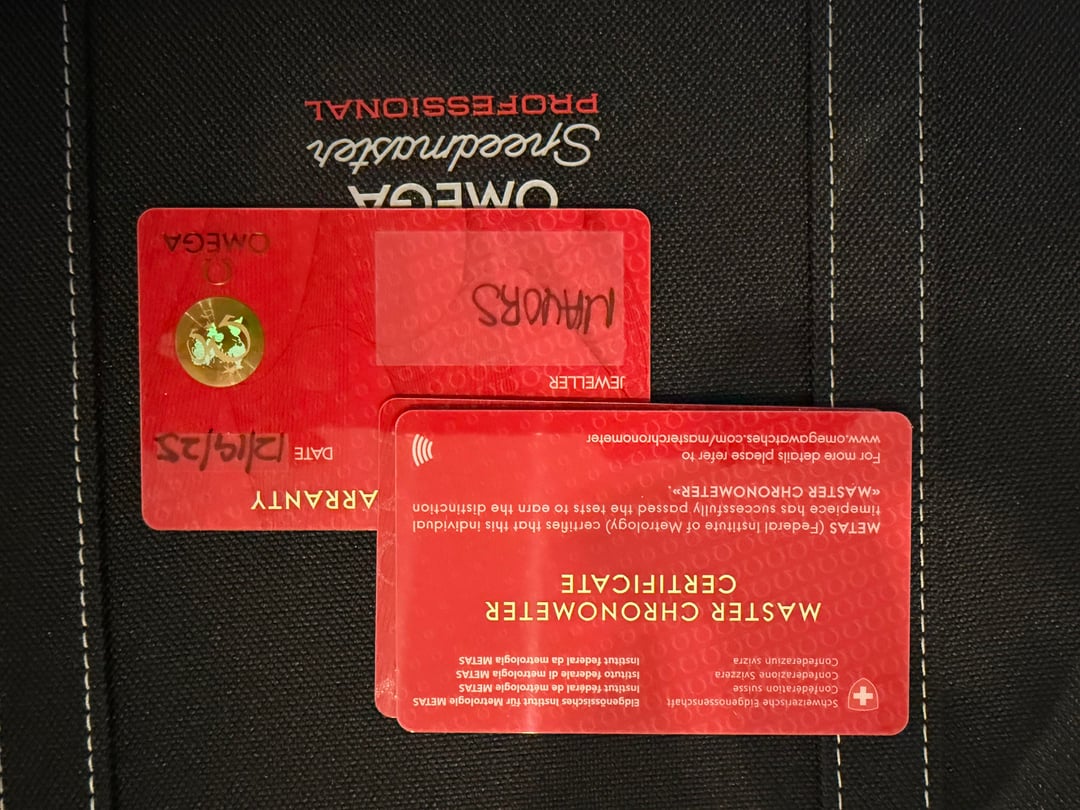 Schweizerische Eidgenossenschaft
Confédération suisse
Confederazione Svizzera
Confederaziun svizra
Eidgenössisches Institut für Metrologie METAS
Institut fédéral de métrologie METAS
Istituto federale di metrologia METAS
Institut federal da metrologia METAS
MASTER CHRONOMETER
CERTIFICATE
METAS (Federal Institute of Metrology) certifies that this individual
timepiece has successfully passed the tests to earn the distinction
«MASTER CHRONOMETER».
For more details please refer to
www.omegawatches.com/masterchronometer
ARRANTY
DATE 12/19/25
JEWELLER
MAYORS
Ω
OMEGA
OMEGA
Speedmaster
PROFESSIONAL